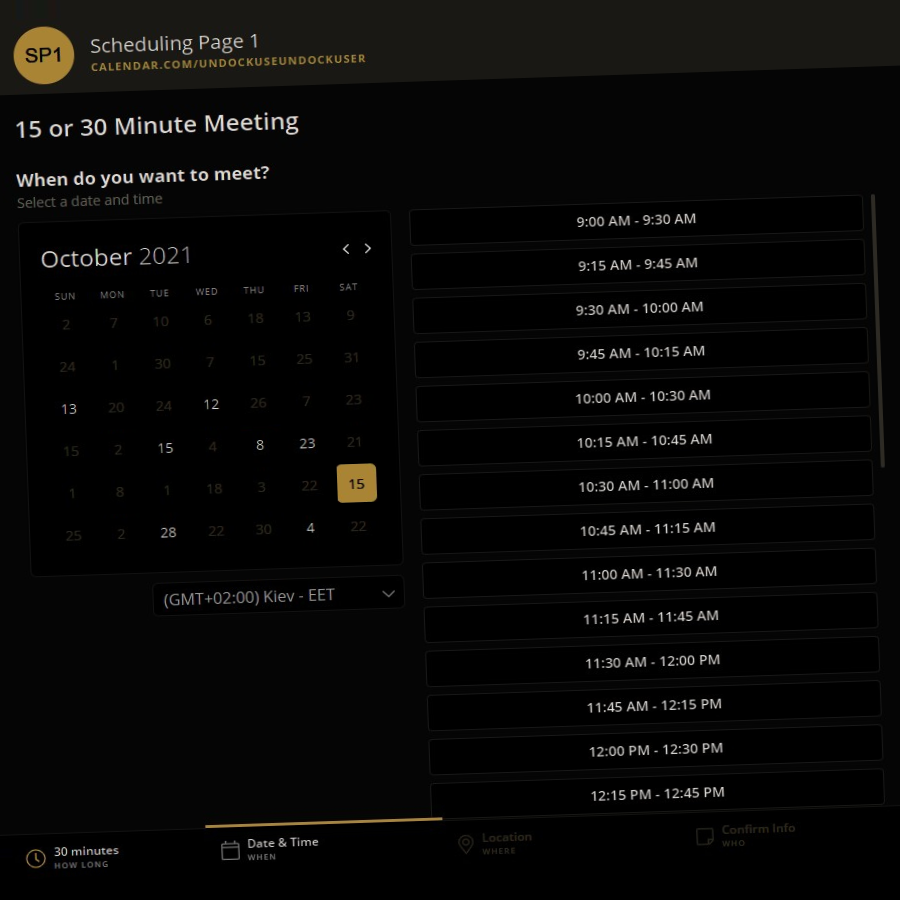 SP1
Scheduling Page 1
CALENDAR.COM/UNDOCKUSEUNDOCKUSER
15 or 30 Minute Meeting
When do you want to meet?
Select a date and time
October 2021
SUN MON TUE WED THU FRI SAT
2 7 10 6 18 13 9
24 1 30 7 15 25 31
13 20 24 12 26 7 23
15 2 15 4 8 23 21
1 8 1 18 3 22 15
25 2 28 22 30 4 22
(GMT+02:00) Kiev - EET
9:00 AM - 9:30 AM
9:15 AM - 9:45 AM
9:30 AM - 10:00 AM
9:45 AM - 10:15 AM
10:00 AM - 10:30 AM
10:15 AM - 10:45 AM
10:30 AM - 11:00 AM
10:45 AM - 11:15 AM
11:00 AM - 11:30 AM
11:15 AM - 11:45 AM
11:30 AM - 12:00 PM
11:45 AM - 12:15 PM
12:00 PM - 12:30 PM
12:15 PM - 12:45 PM
30 minutes
HOW LONG
Date & Time
WHEN
Location
WHERE
Confirm Info
WHO